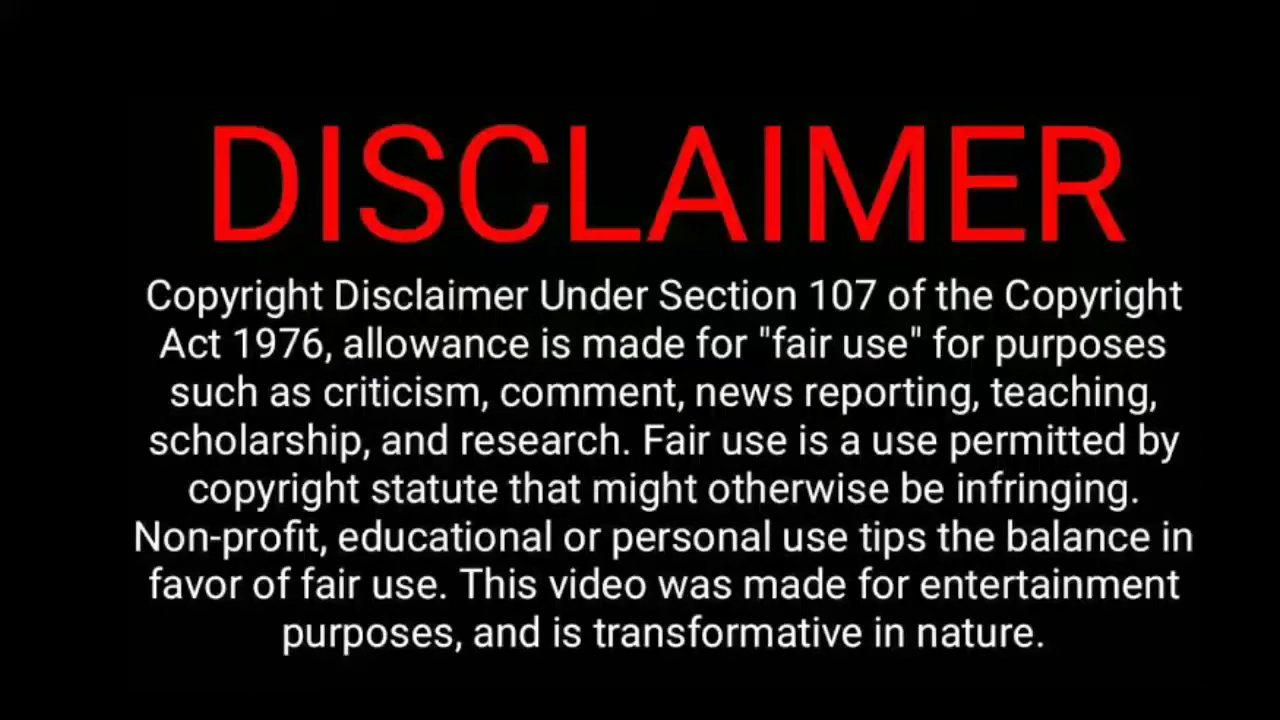 DISCLAIMER
Copyright Disclaimer Under Section 107 of the Copyright
Act 1976, allowance is made for "fair use" for purposes
such as criticism, comment, news reporting, teaching,
scholarship, and research. Fair use is a use permitted by
copyright statute that might otherwise be infringing.
Non-profit, educational or personal use tips the balance in
favor of fair use. This video was made for entertainment
purposes, and is transformative in nature.